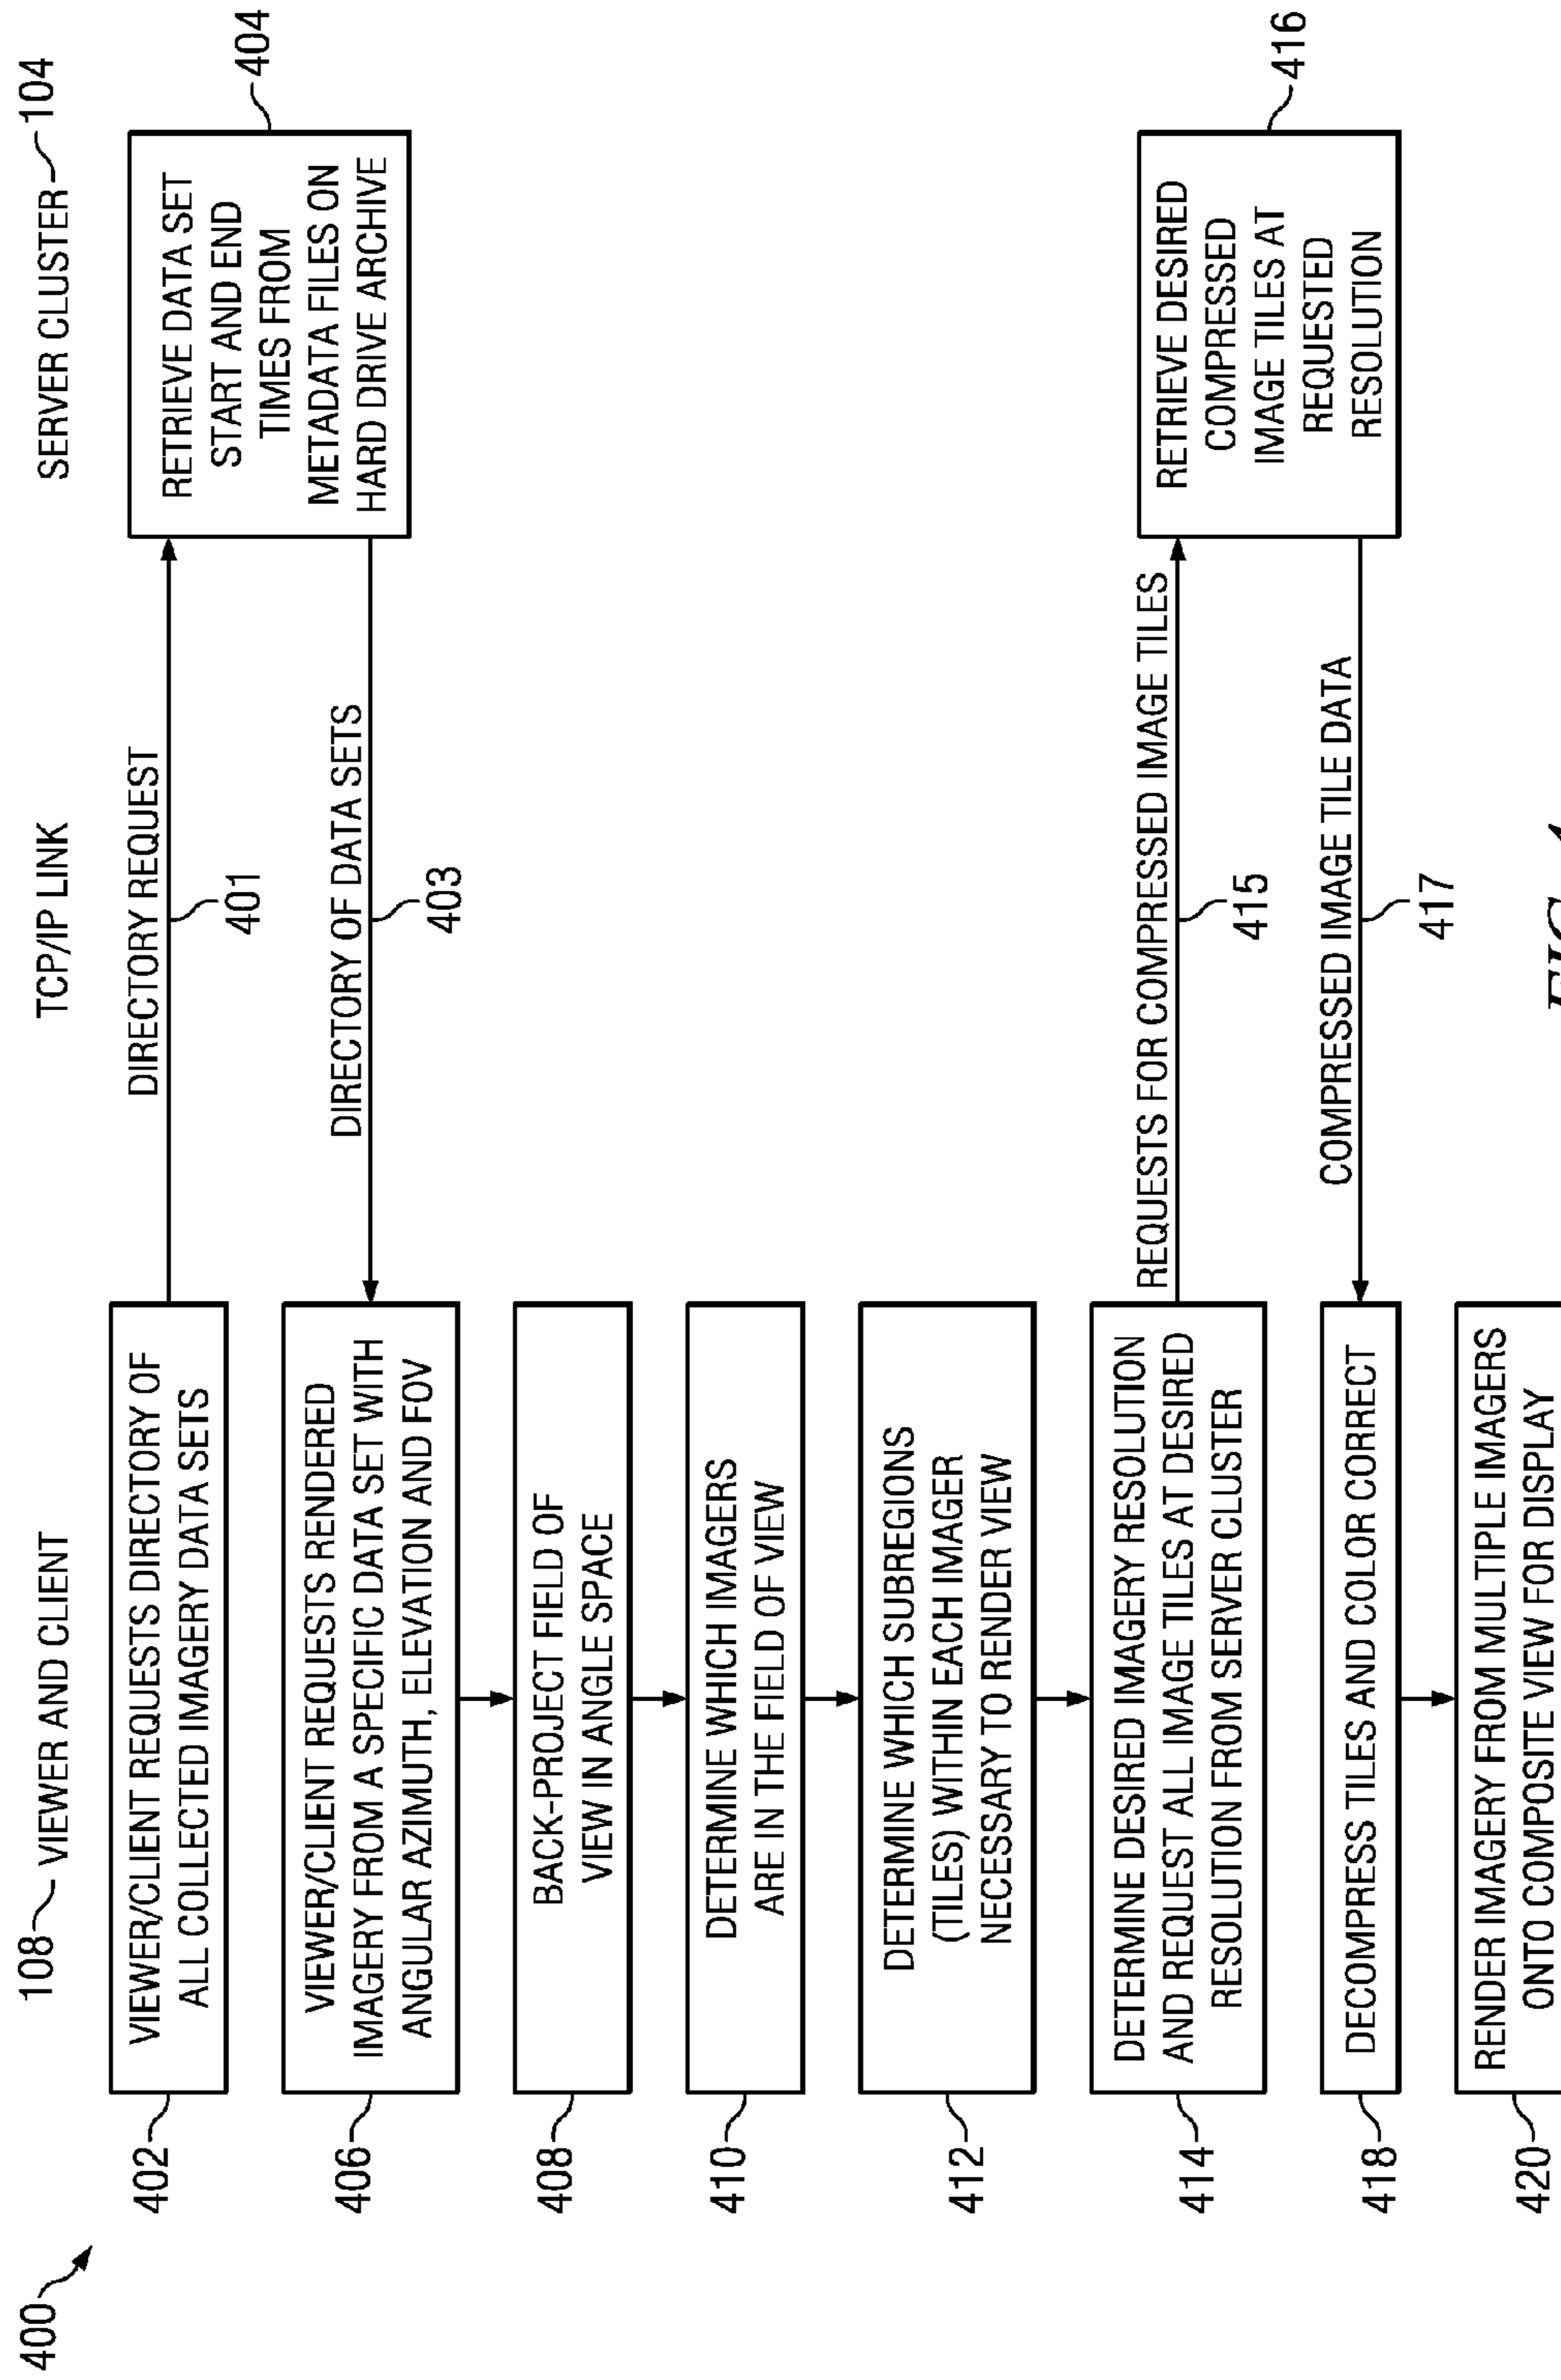 400
108 VIEWER AND CLIENT
TCP/IP LINK
SERVER CLUSTER 104
402
VIEWER/CLIENT REQUESTS DIRECTORY OF
ALL COLLECTED IMAGERY DATA SETS
DIRECTORY REQUEST
401
RETRIEVE DATA SET
START AND END
TIMES FROM
METADATA FILES ON
HARD DRIVE ARCHIVE
404
DIRECTORY OF DATA SETS
403
406
VIEWER/CLIENT REQUESTS RENDERED
IMAGERY FROM A SPECIFIC DATA SET WITH
ANGULAR AZIMUTH, ELEVATION AND FOV
408
BACK-PROJECT FIELD OF
VIEW IN ANGLE SPACE
410
DETERMINE WHICH IMAGERS
ARE IN THE FIELD OF VIEW
412
DETERMINE WHICH SUBREGIONS
(TILES) WITHIN EACH IMAGER
NECESSARY TO RENDER VIEW
414
DETERMINE DESIRED IMAGERY RESOLUTION
AND REQUEST ALL IMAGE TILES AT DESIRED
RESOLUTION FROM SERVER CLUSTER
REQUESTS FOR COMPRESSED IMAGE TILES
415
RETRIEVE DESIRED
COMPRESSED
IMAGE TILES AT
REQUESTED
RESOLUTION
416
COMPRESSED IMAGE TILE DATA
417
418
DECOMPRESS TILES AND COLOR CORRECT
420
RENDER IMAGERY FROM MULTIPLE IMAGERS
ONTO COMPOSITE VIEW FOR DISPLAY